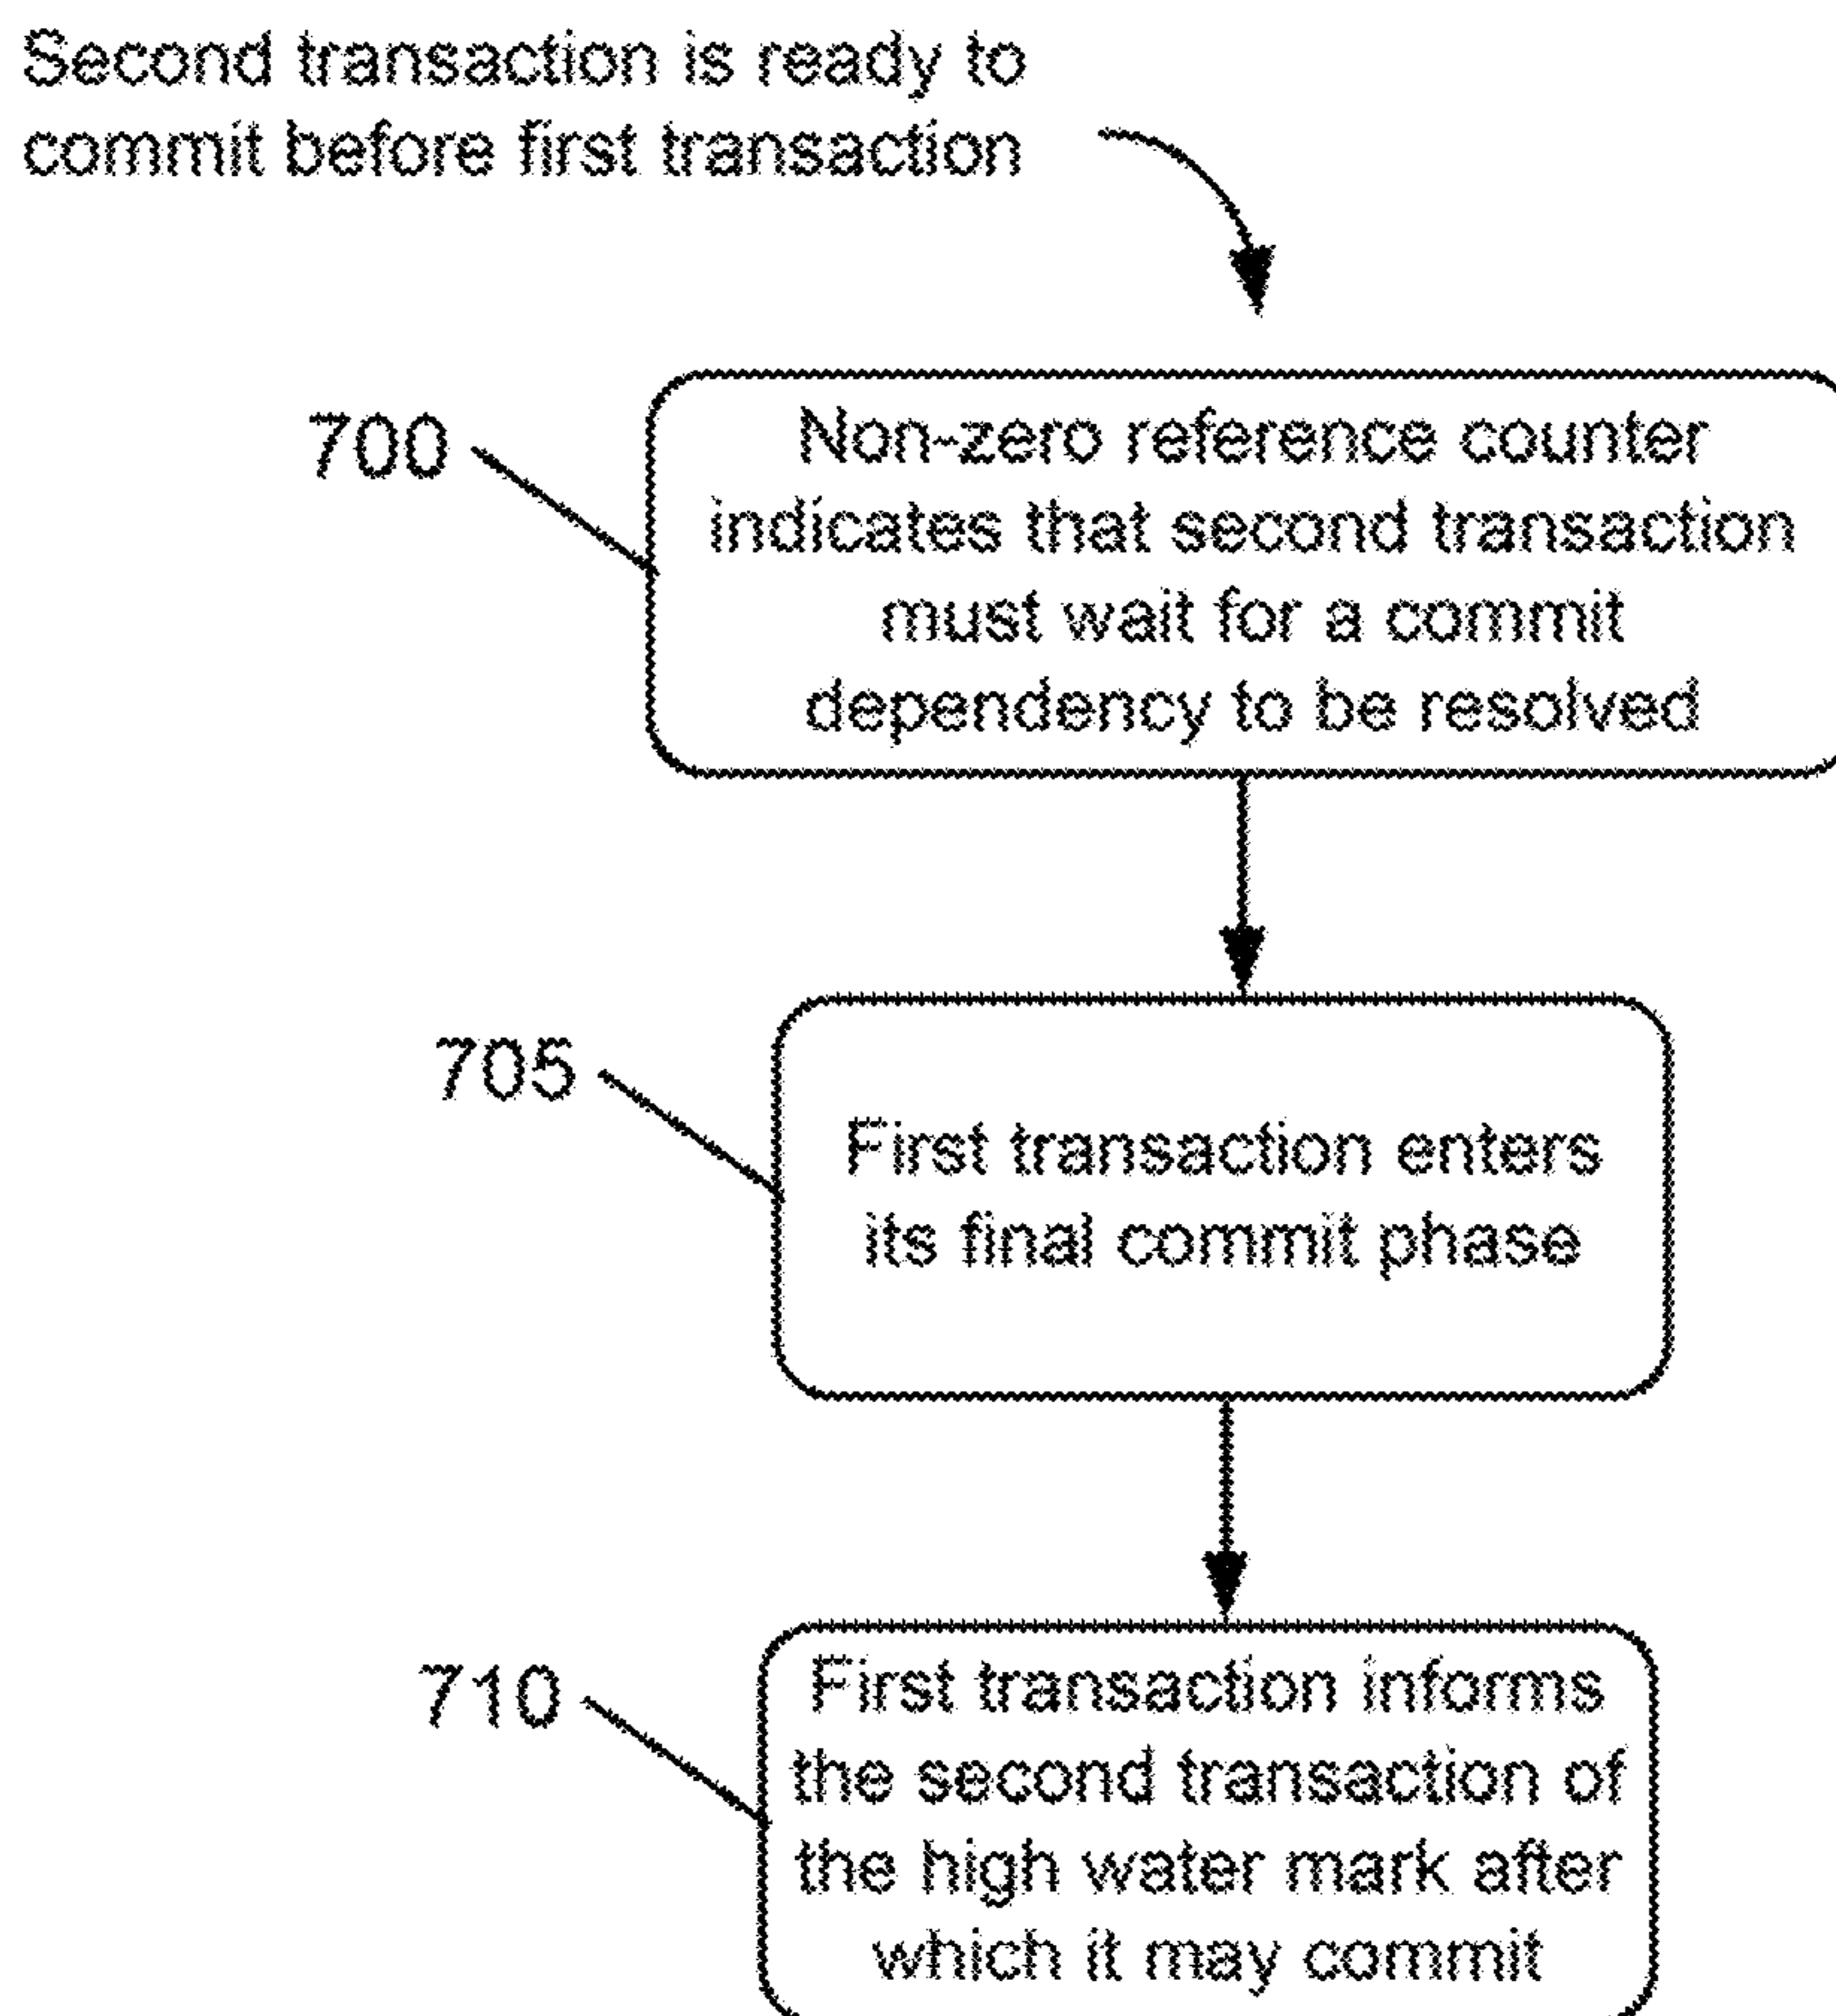 Second transaction is ready to
commit before first transaction
700
Non-zero reference counter
indicates that second transaction
must wait for a commit
dependency to be resolved
705
First transaction enters
its final commit phase
710
First transaction informs
the second transaction of
the high water mark after
which it may commit